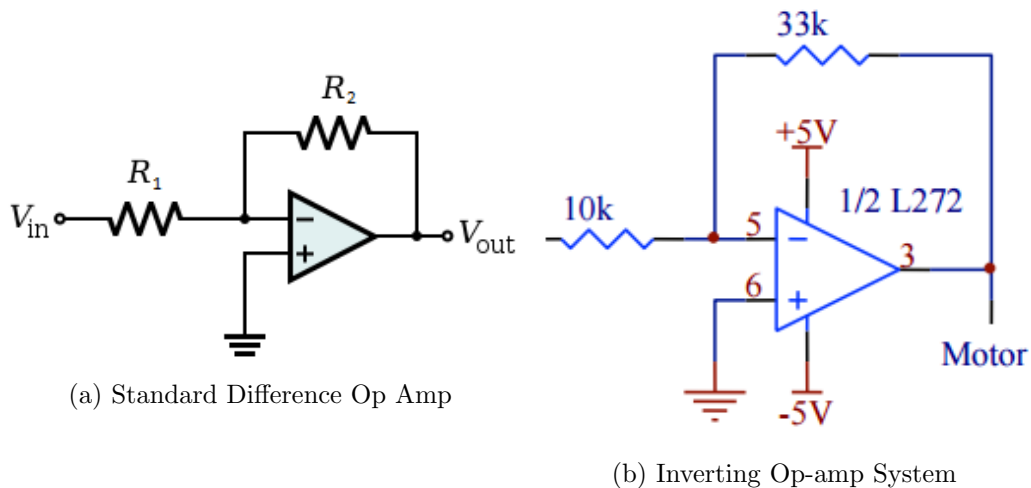 R₂
R₁
Vin
−
+
Vout
(a) Standard Difference Op Amp
33k
+5V
10k
1/2 L272
5
−
3
6
+
Motor
-5V
(b) Inverting Op-amp System